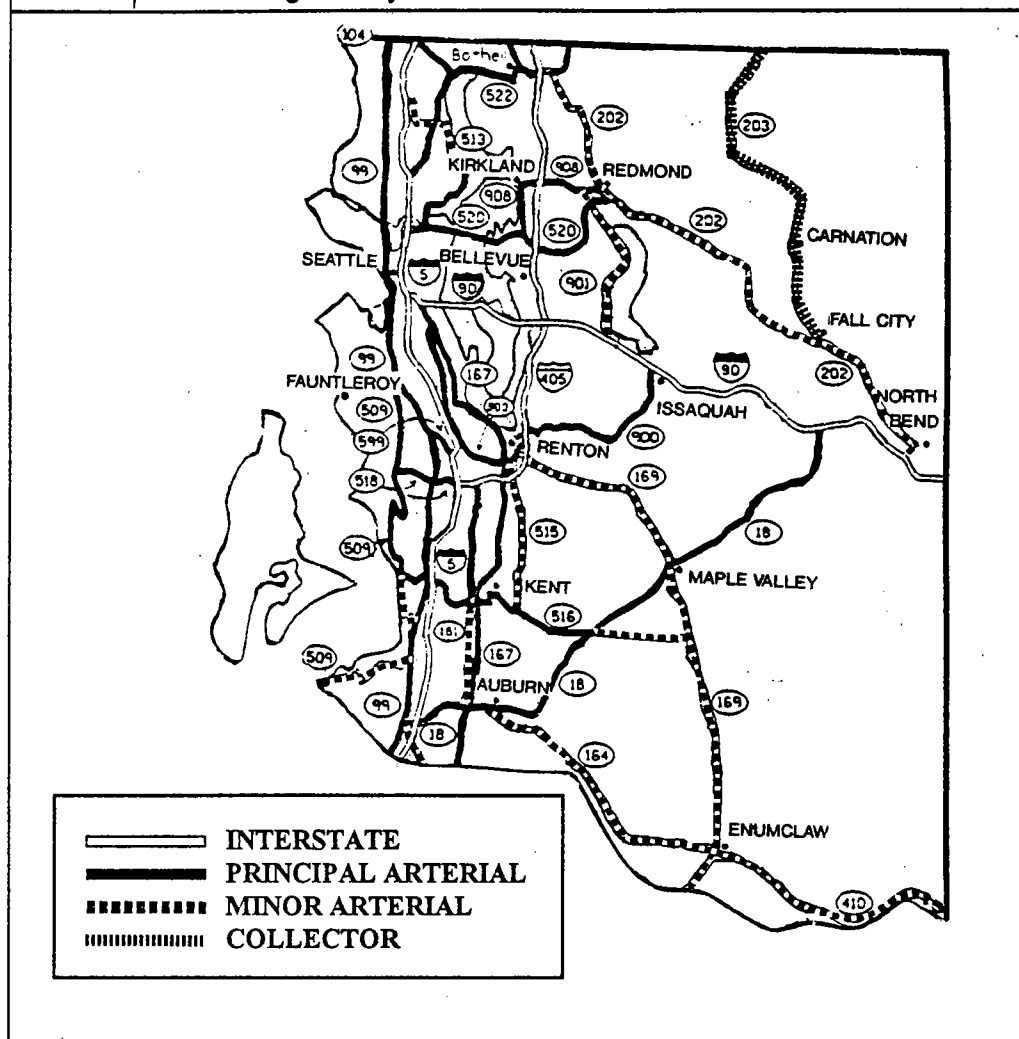 104
Bothell
522
202
203
513
99
KIRKLAND
908
REDMOND
908
520
202
520
CARNATION
SEATTLE
5
BELLEVUE
90
901
FALL CITY
99
167
405
90
202
FAUNTLEROY
509
900
ISSAQUAH
NORTH
BEND
599
RENTON
900
518
169
515
18
509
5
KENT
MAPLE VALLEY
516
181
509
167
AUBURN
18
99
169
18
164
INTERSTATE
PRINCIPAL ARTERIAL
MINOR ARTERIAL
COLLECTOR
ENUMCLAW
410